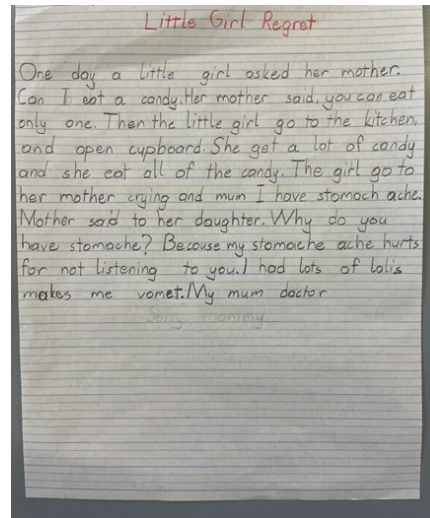 Little Girl Regret
One day a little girl asked her mother.
Can I eat a candy. Her mother said, you can eat
only one. Then the little girl go to the kitchen,
and open cupboard. She get a lot of candy
and she eat all of the candy. The girl go to
her mother crying and mum I have stomach ache.
Mother said to her daughter. Why do you
have stomache? Because my stomaiche ache hurts
for not listening to you. I had lots of lolis
makes me vomet. My mum doctor
Sorry mommy